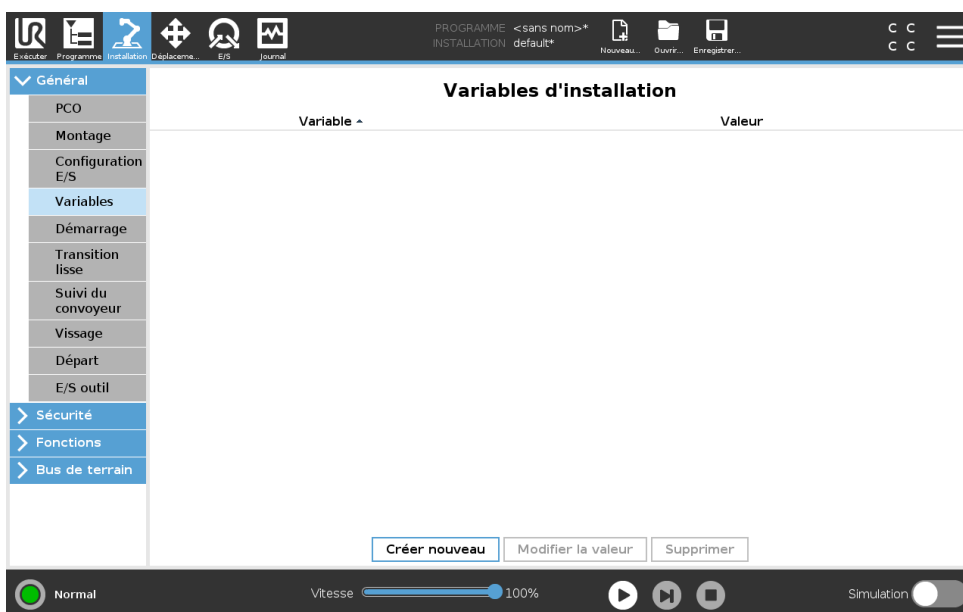 PROGRAMME <sans nom>*
INSTALLATION default*
Exécuter Programme Installation Déplaceme... E/S Journal
Nouveau... Ouvrir... Enregistrer...
C C
C C
Général
PCO
Montage
Configuration
E/S
Variables
Démarrage
Transition
lisse
Suivi du
convoyeur
Vissage
Départ
E/S outil
Sécurité
Fonctions
Bus de terrain
Variables d'installation
Variable Valeur
Créer nouveau Modifier la valeur Supprimer
Normal Vitesse 100% Simulation